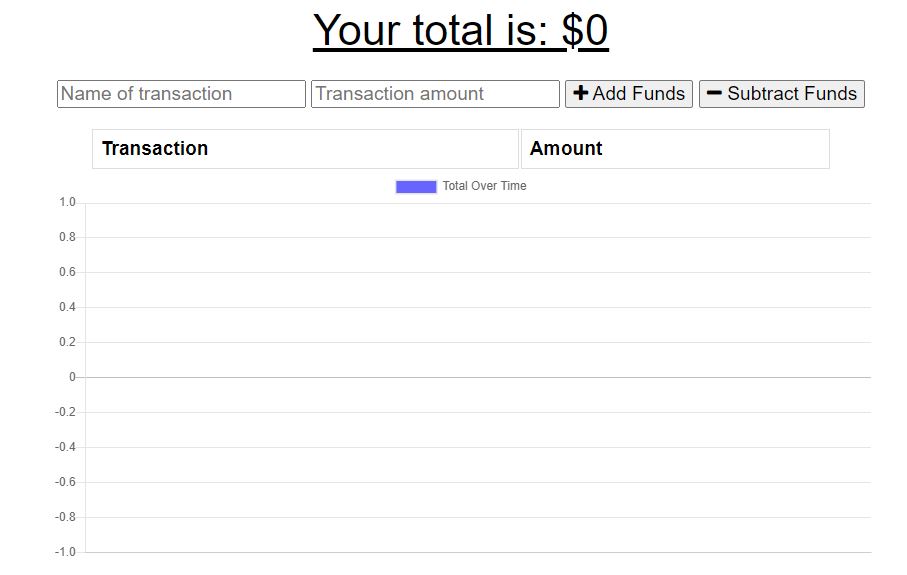 Your total is: $0
Name of transaction Transaction amount Add Funds Subtract Funds
Transaction Amount
Total Over Time
1.0
0.8
0.6
0.4
0.2
0
-0.2
-0.4
-0.6
-0.8
-1.0